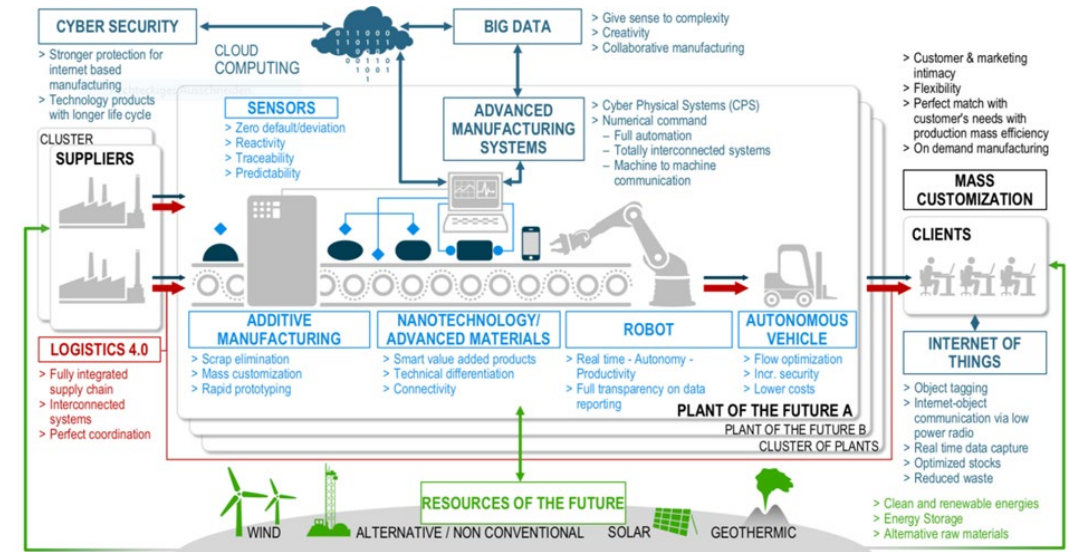 CYBER SECURITY
> Stronger protection for
internet based
manufacturing
> Technology products
with longer life cycle
CLOUD
COMPUTING
BIG DATA
> Give sense to complexity
> Creativity
> Collaborative manufacturing
> Customer & marketing
intimacy
> Flexibility
> Perfect match with
customer's needs with
production mass efficiency
> On demand manufacturing
SENSORS
> Zero default/deviation
> Reactivity
> Traceability
> Predictability
ADVANCED
MANUFACTURING
SYSTEMS
> Cyber Physical Systems (CPS)
> Numerical command
– Full automation
– Totally interconnected systems
– Machine to machine
communication
CLUSTER
SUPPLIERS
MASS
CUSTOMIZATION
CLIENTS
LOGISTICS 4.0
> Fully integrated
supply chain
> Interconnected
systems
> Perfect coordination
ADDITIVE
MANUFACTURING
> Scrap elimination
> Mass customization
> Rapid prototyping
NANOTECHNOLOGY/
ADVANCED MATERIALS
> Smart value added products
> Technical differentiation
> Connectivity
ROBOT
> Real time - Autonomy -
Productivity
> Full transparency on data
reporting
AUTONOMOUS
VEHICLE
> Flow optimization
> Incr. security
> Lower costs
INTERNET OF
THINGS
> Object tagging
> Internet-object
communication via low
power radio
> Real time data capture
> Optimized stocks
> Reduced waste
PLANT OF THE FUTURE A
PLANT OF THE FUTURE B
CLUSTER OF PLANTS
RESOURCES OF THE FUTURE
WIND
ALTERNATIVE / NON CONVENTIONAL
SOLAR
GEOTHERMIC
> Clean and renewable energies
> Energy Storage
> Alternative raw materials